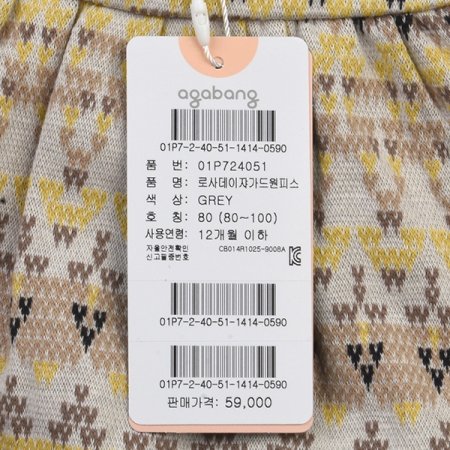 agabang
01P7-2-40-51-1414-0590
품 번: 01P724051
품 명: 로사데이쟈가드원피스
색 상: GREY
호 칭: 80 (80~100)
사용연령: 12개월 이하
자율안전확인
신고필증번호 CB014R1025-9008A
01P7-2-40-51-1414-0590
01P7-2-40-51-1414-0590
판매가격: 59,000